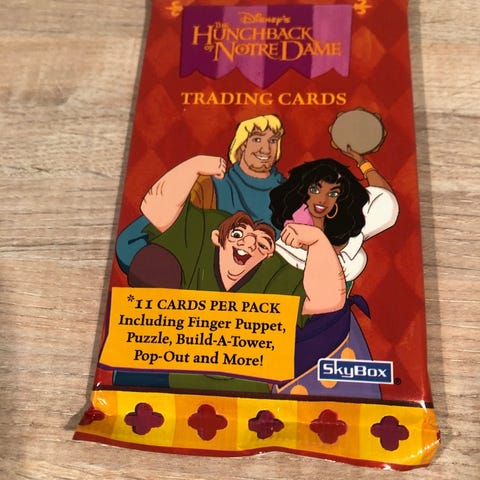 Disney's
THE
HUNCHBACK
OF NOTRE DAME
TRADING CARDS
*11 CARDS PER PACK
Including Finger Puppet,
Puzzle, Build-A-Tower,
Pop-Out and More!
SkyBox®